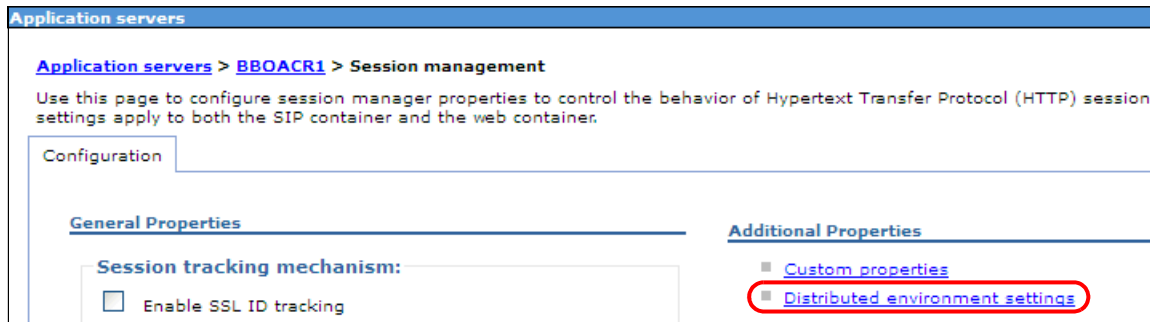 Application servers
Application servers > BBOACR1 > Session management
Use this page to configure session manager properties to control the behavior of Hypertext Transfer Protocol (HTTP) session
settings apply to both the SIP container and the web container.
Configuration
General Properties
Session tracking mechanism:
Enable SSL ID tracking
Additional Properties
Custom properties
Distributed environment settings